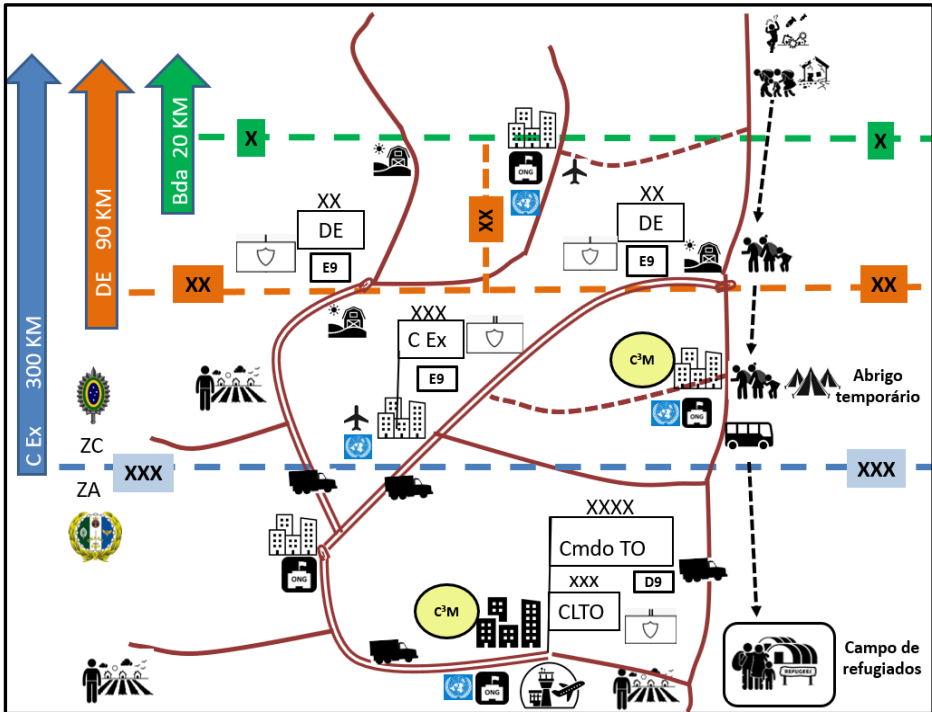 C Ex 300 KM
DE 90 KM
Bda 20 KM
X
X
ONG
XX
DE
E9
XX
XX
DE
E9
XX
XX
XXX
C Ex
E9
C³M
ONG
Abrigo
temporário
ZC
XXX
XXX
ZA
XXXX
Cmdo TO
D9
XXX
CLTO
ONG
C³M
ONG
REFUGEES
Campo de
refugiados